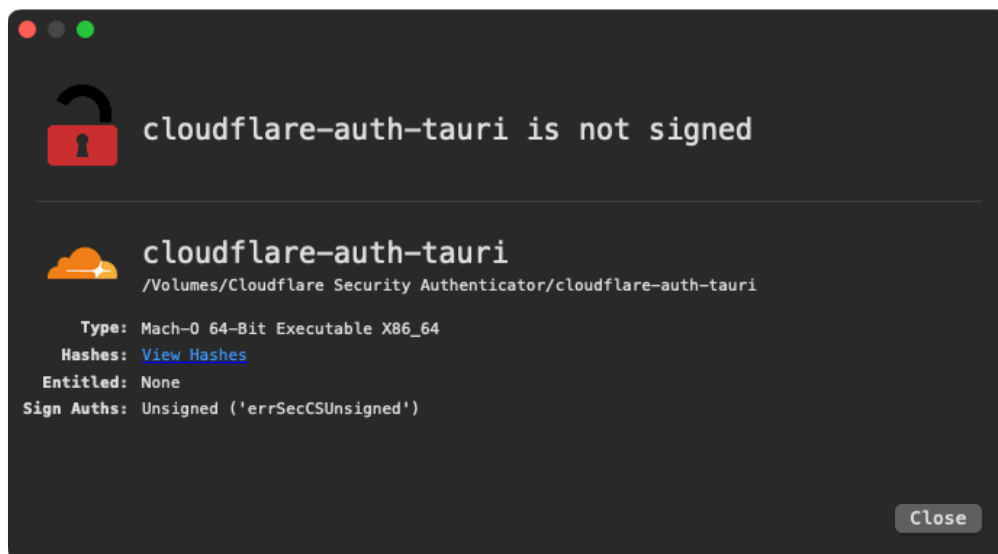 cloudflare-auth-tauri is not signed
cloudflare-auth-tauri
/Volumes/Cloudflare Security Authenticator/cloudflare-auth-tauri
Type: Mach-O 64-Bit Executable X86_64
Hashes: View Hashes
Entitled: None
Sign Auths: Unsigned ('errSecCSUnsigned')
Close